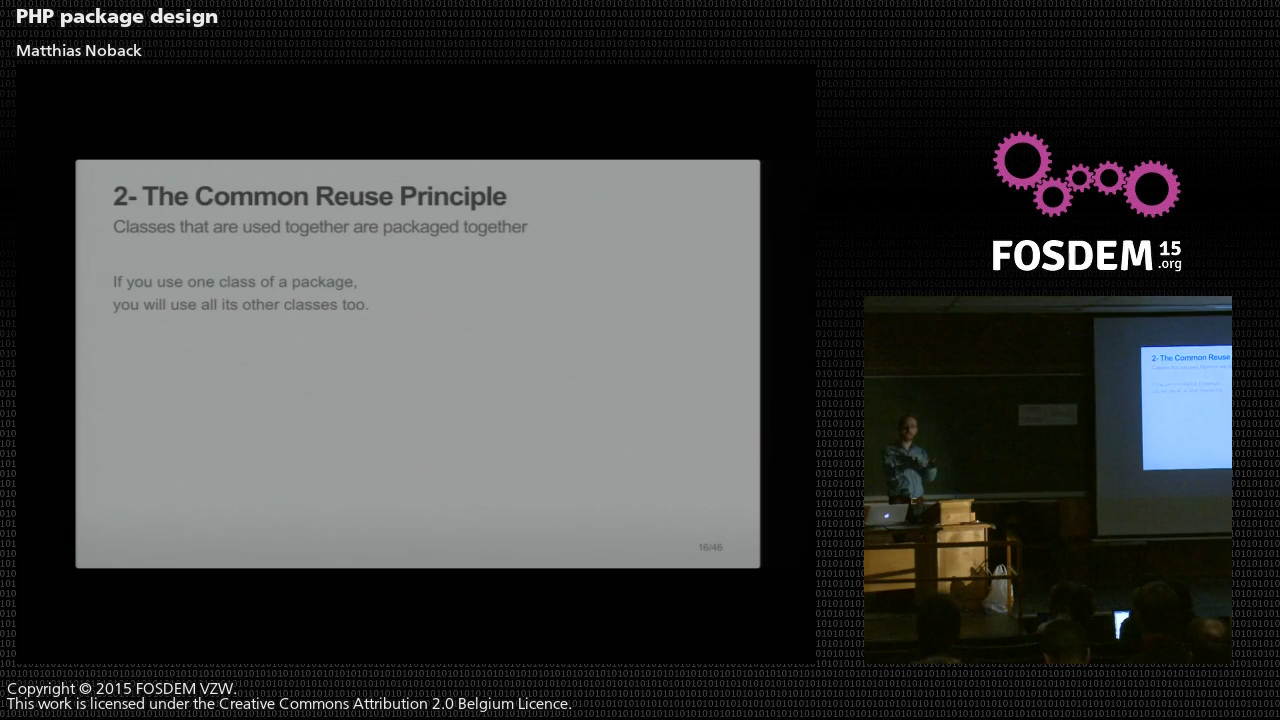 PHP package design
Matthias Noback
2- The Common Reuse Principle
Classes that are used together are packaged together
If you use one class of a package,
you will use all its other classes too.
16/46
FOSDEM 15
.org
2- The Common Reuse
Copyright © 2015 FOSDEM VZW.
This work is licensed under the Creative Commons Attribution 2.0 Belgium Licence.